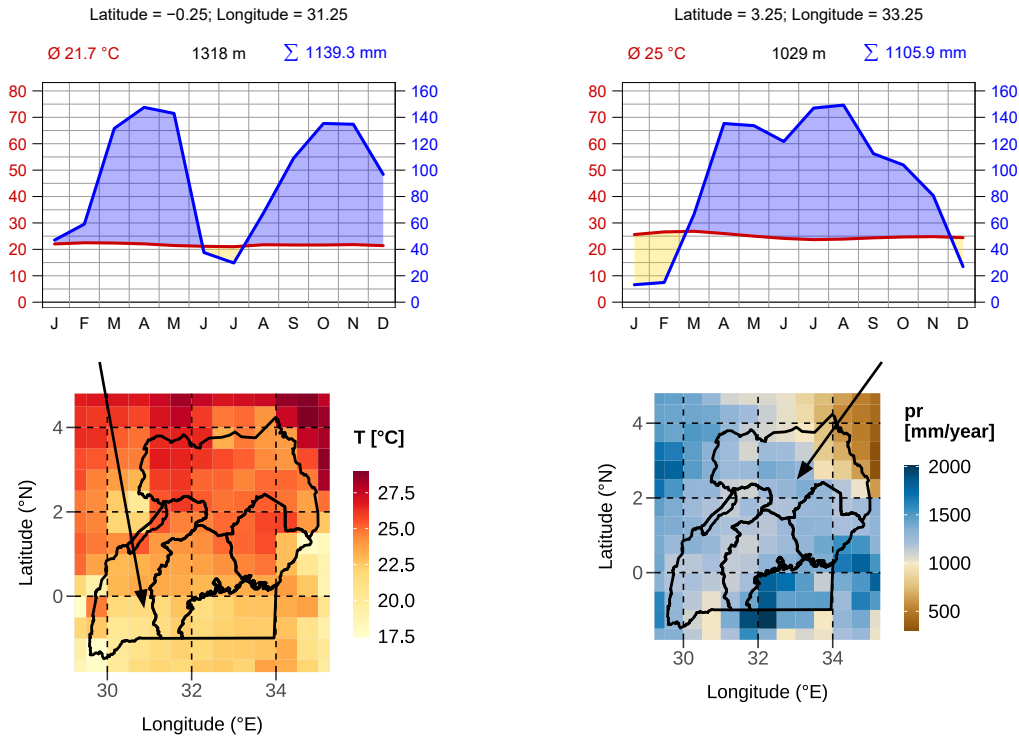 Latitude = −0.25; Longitude = 31.25
Ø 21.7 °C 1318 m ∑ 1139.3 mm
80 160
70 140
60 120
50 100
40 80
30 60
20 40
10 20
0 0
J F M A M J J A S O N D
Latitude = 3.25; Longitude = 33.25
Ø 25 °C 1029 m ∑ 1105.9 mm
80 160
70 140
60 120
50 100
40 80
30 60
20 40
10 20
0 0
J F M A M J J A S O N D
Latitude (°N)
4
2
0
30 32 34
Longitude (°E)
T [°C]
27.5
25.0
22.5
20.0
17.5
Latitude (°N)
4
2
0
30 32 34
Longitude (°E)
pr
[mm/year]
2000
1500
1000
500